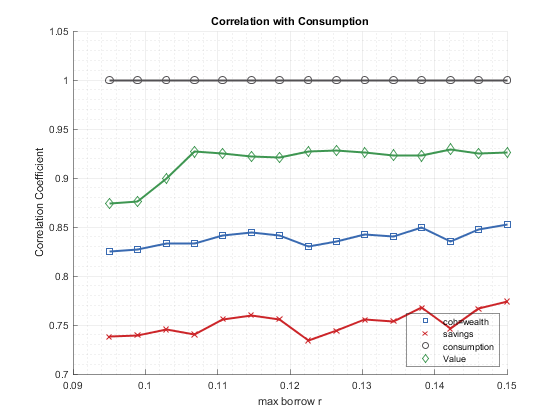 Correlation with Consumption
1.05
1
0.95
0.9
0.85
0.8
0.75
0.7
Correlation Coefficient
0.09
0.1
0.11
0.12
0.13
0.14
0.15
max borrow r
coh=wealth
savings
consumption
Value